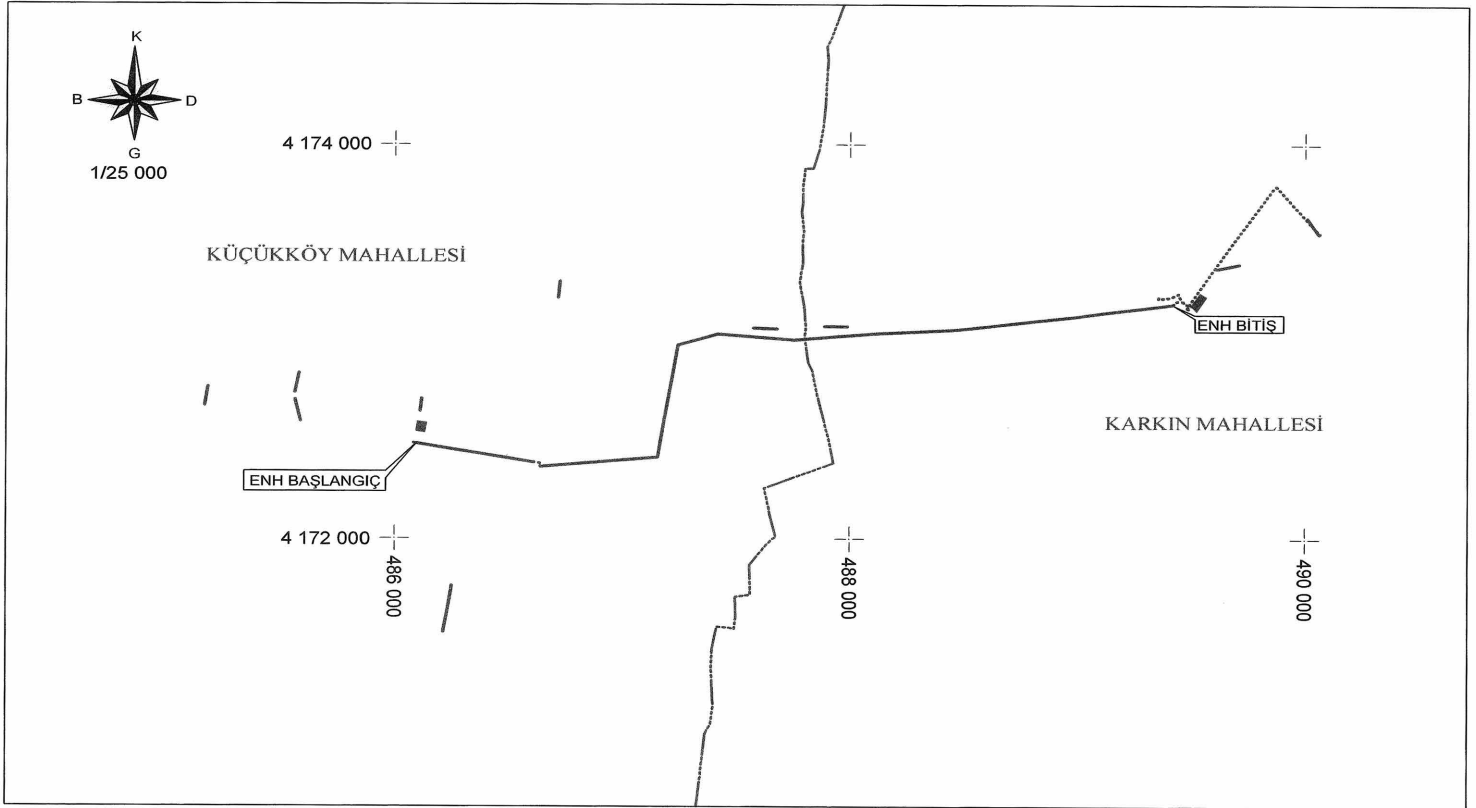 K
B D
G
1/25 000
4 174 000
KÜÇÜKKÖY MAHALLESİ
ENH BİTİŞ
KARKIN MAHALLESİ
ENH BAŞLANGIÇ
4 172 000
486 000
488 000
490 000